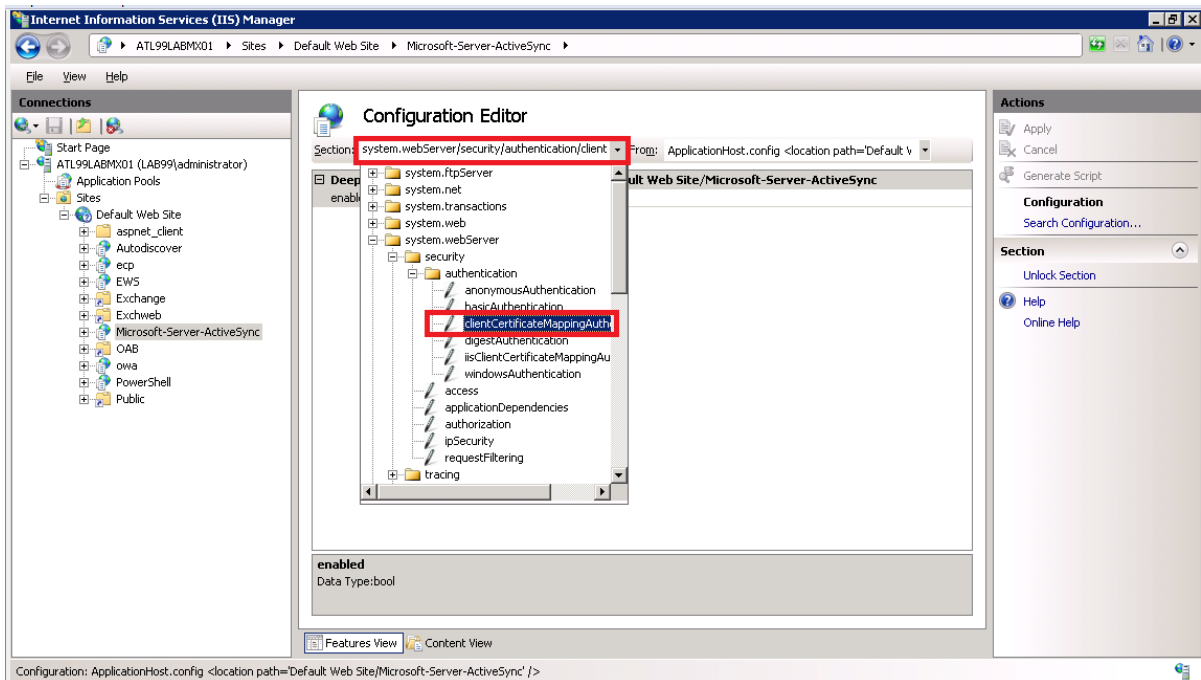 Internet Information Services (IIS) Manager
ATL99LABMX01 Sites Default Web Site Microsoft-Server-ActiveSync
File View Help
Connections
Start Page
ATL99LABMX01 (LAB99\administrator)
Application Pools
Sites
Default Web Site
aspnet_client
Autodiscover
ecp
EWS
Exchange
Exchweb
Microsoft-Server-ActiveSync
OAB
owa
PowerShell
Public
Configuration Editor
Section: system.webServer/security/authentication/client From: ApplicationHost.config <location path='Default
Deep ult Web Site/Microsoft-Server-ActiveSync
enabl
system.ftpServer
system.net
system.transactions
system.web
system.webServer
security
authentication
anonymousAuthentication
basicAuthentication
clientCertificateMappingAuth
digestAuthentication
iisClientCertificateMappingAu
windowsAuthentication
access
applicationDependencies
authorization
ipSecurity
requestFiltering
tracing
enabled
Data Type:bool
Features View Content View
Actions
Apply
Cancel
Generate Script
Configuration
Search Configuration...
Section
Unlock Section
Help
Online Help
Configuration: ApplicationHost.config <location path='Default Web Site/Microsoft-Server-ActiveSync' />